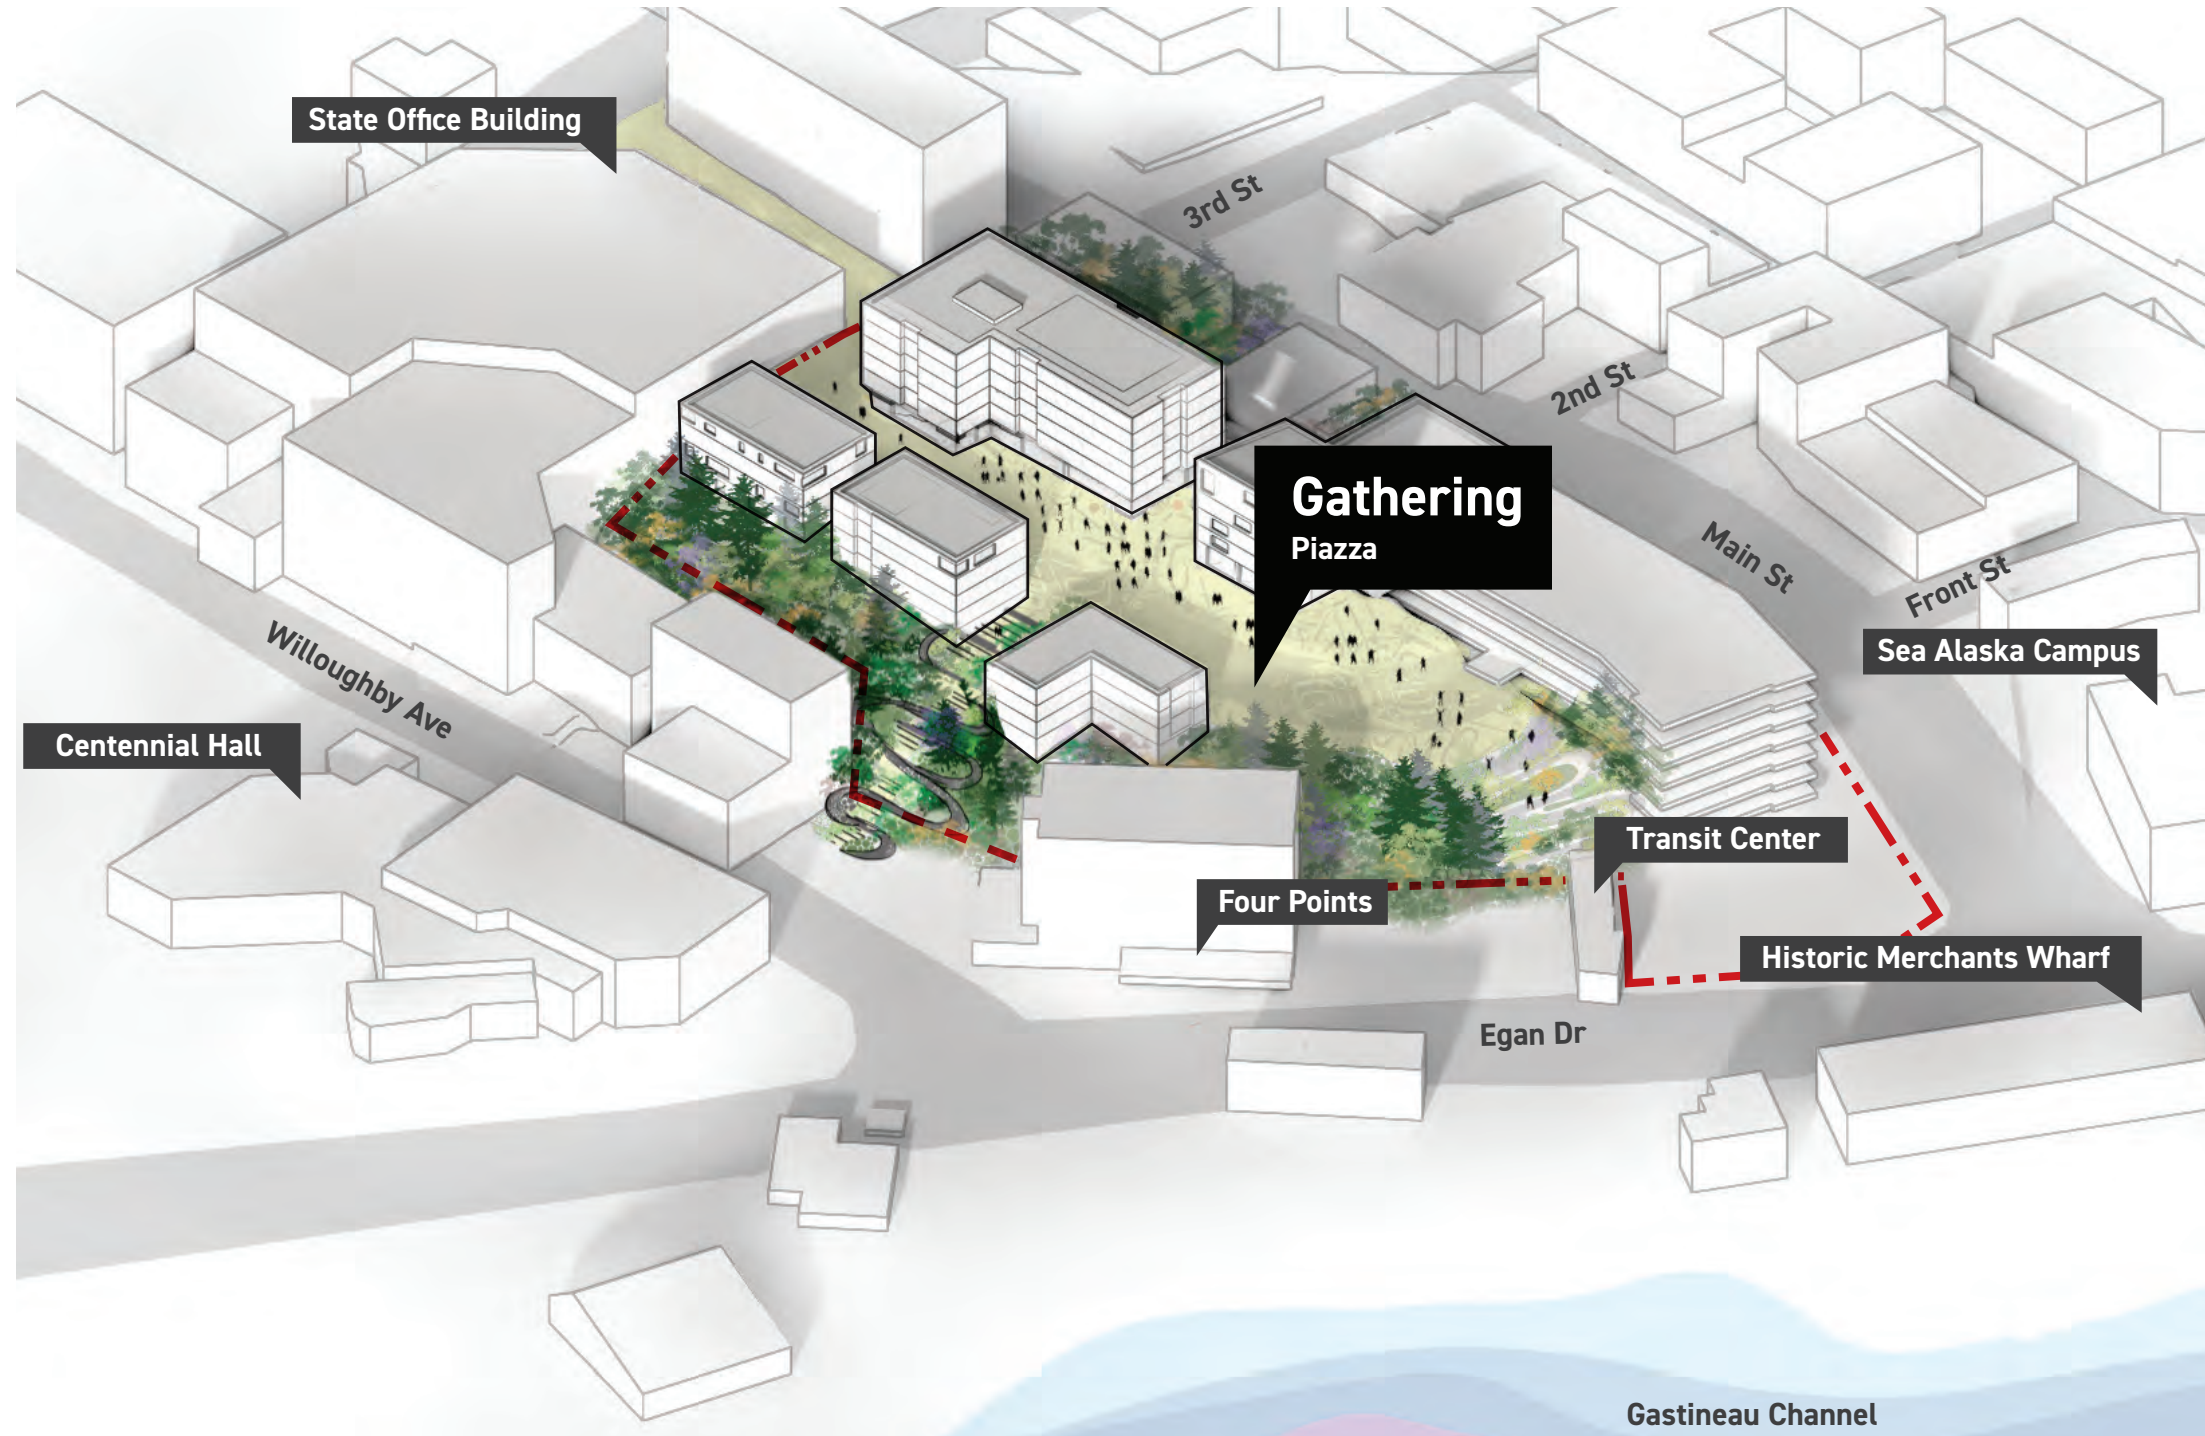 State Office Building
3rd St
2nd St
Gathering
Piazza
Main St
Front St
Sea Alaska Campus
Willoughby Ave
Centennial Hall
Transit Center
Four Points
Historic Merchants Wharf
Egan Dr
Gastineau Channel